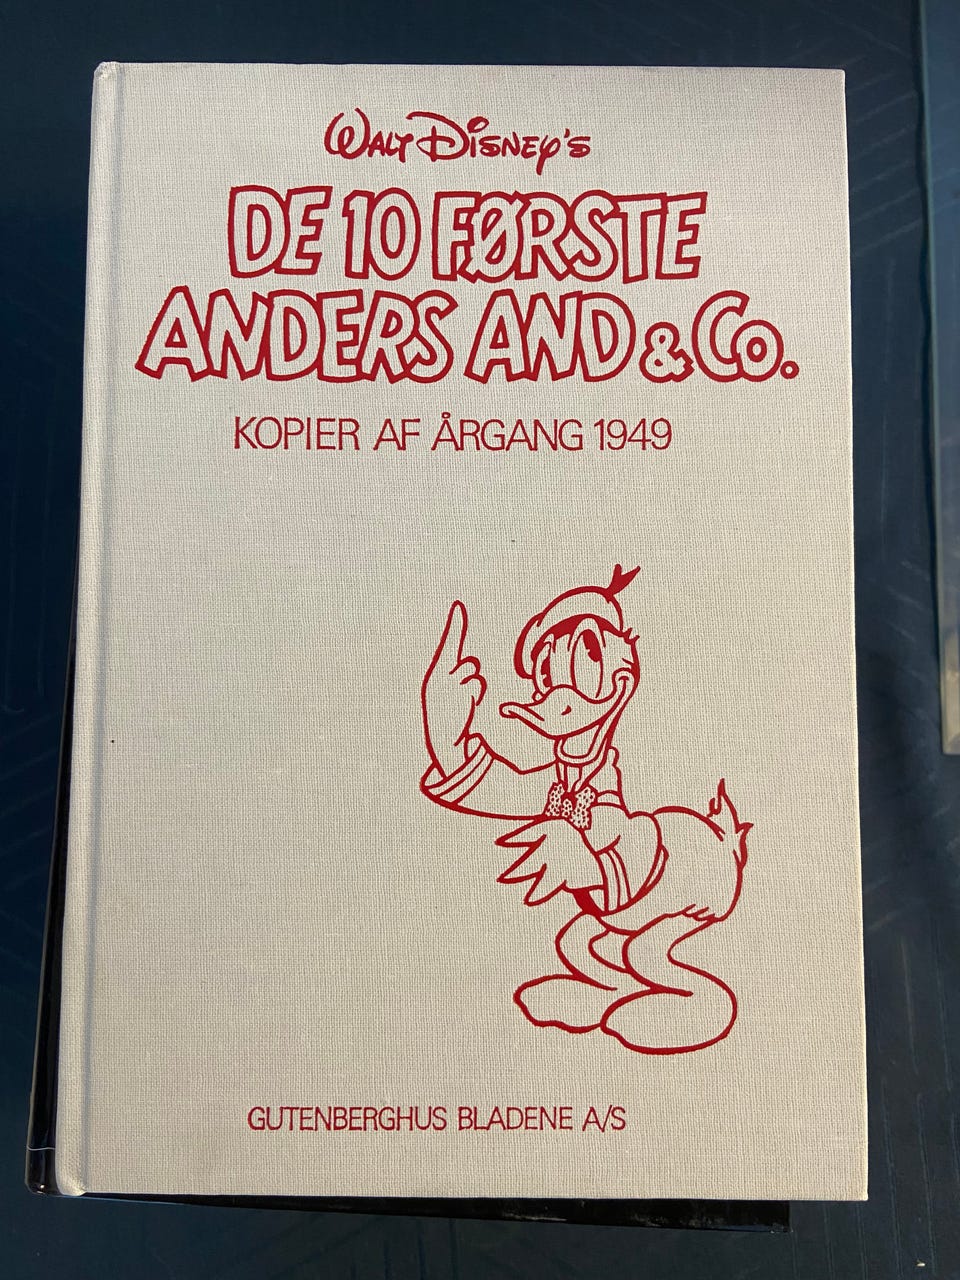 WALT DISNEY'S
DE 10 FØRSTE
ANDERS AND & Co.
KOPIER AF ÅRGANG 1949
GUTENBERGHUS BLADENE A/S